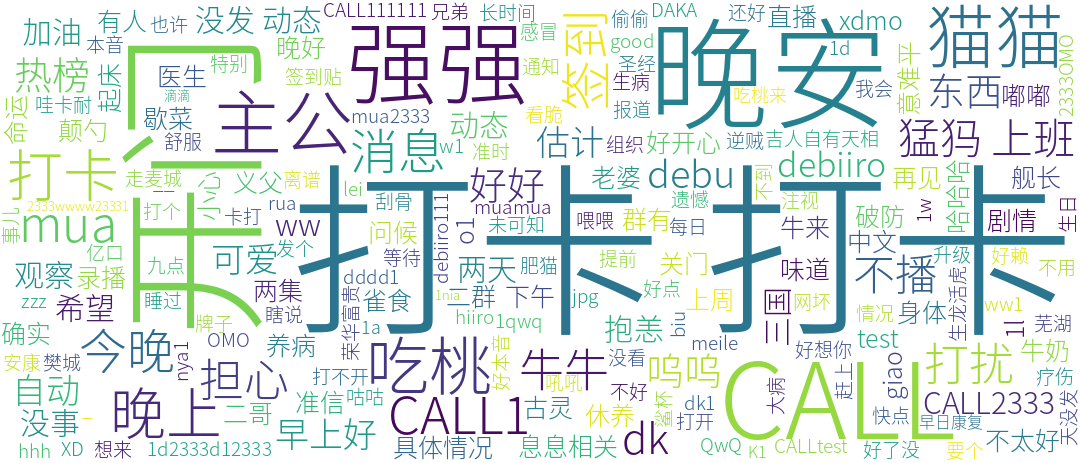 加油
有人
也许
没发
动态
CALL111111
兄弟
长时间
感冒
偷偷
DAKA
还好
直播
xdmo
猫猫
2333OMO
本音
晚好
强强
签到
good
1d
晚安
热榜
起床
医生
特别
签到贴
通知
圣经
生病
吃桃来
我会
意难平
东西
嘟嘟
哇卡耐
滴滴
主公
mua2333
看脆
报道
命运
颠勺
歇菜
舒服
消息
动态
w1
准时
估计
组织
好开心
逆贼
吉人自有天相
猛犸
上班
打卡
走麦城
小心
义父
离谱
lei
好好
老婆
debu
debiiro
不到
再见
舰长
哈哈哈哈
2333wwww23331
打个
卡打
rua
刮骨
muamua
喂喂
遗憾
注视
1w
剧情
生日
事儿
mua
ww
问候
debiiro111
o1
未可知
群有
每日
牛来
破防
亿口
可爱
发个
等待
打卡打卡
中文
升级
好赖
不用
观察
录播
九点
两集
dddd1
肥猫
两天
提前
关门
味道
不播
生龙活虎
zzz
希望
睡过
瞎说
荣华富贵
雀食
1nia
二群
下午
jpg
好点
上周
三国
网坏
情况
身体
ww1
确实
牌子
OMO
1a
hiiro
1qwq
抱恙
biu
test
1l
芜湖
安康
樊城
今晚
nya1
养病
吃桃
好本音
牛牛
没看
meile
好想你
赶上
giao
牛奶
自动
担心
打不开
吼吼
不好
呜呜
大病
CALL
打扰
疗伤
没事
晚上
二哥
准信
咕咕
CALL1
古灵
休养
dk1
打开
CALL2333
天没发
hhh
XD
想来
早上好
具体情况
息息相关
dk
QwQ
K1
CALLtest
快点
早日康复
好了没
要个
不太好
1d2333d12333